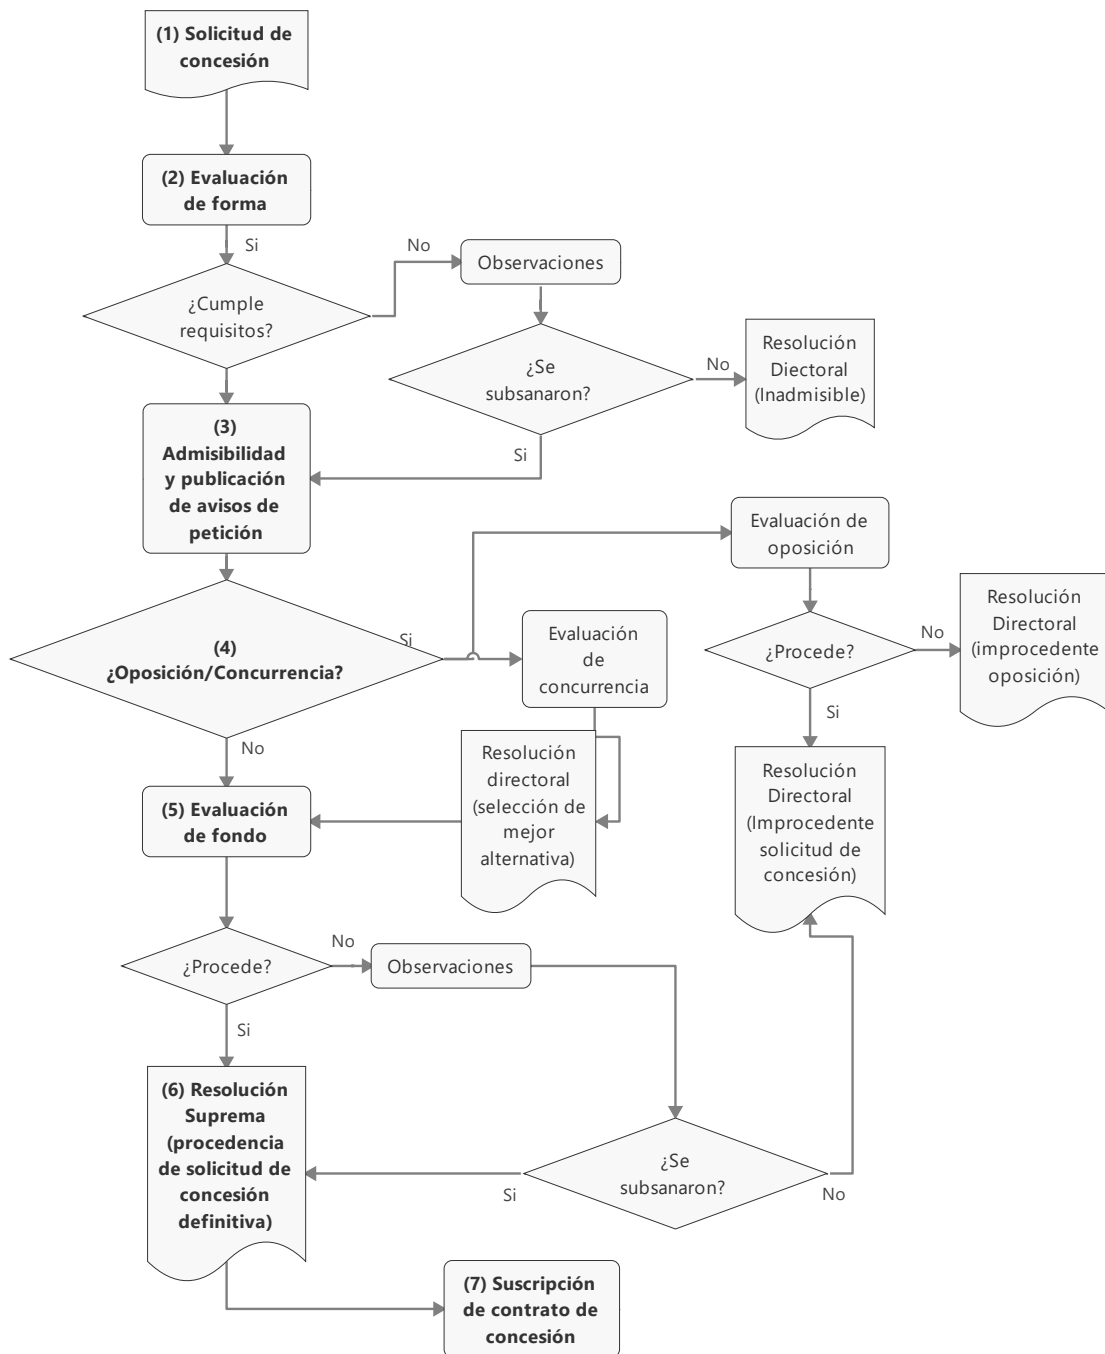 (1) Solicitud de
concesión
(2) Evaluación
de forma
Si
No
Observaciones
¿Cumple
requisitos?
¿Se
subsanaron?
No
Resolución
Diectoral
(Inadmisible)
Si
(3)
Admisibilidad
y publicación
de avisos de
petición
Evaluación de
oposición
(4)
¿Oposición/Concurrencia?
Si
Evaluación
de
concurrencia
¿Procede?
No
Resolución
Directoral
(improcedente
oposición)
Si
No
Resolución
directoral
(selección de
mejor
alternativa)
Resolución
Directoral
(Improcedente
solicitud de
concesión)
(5) Evaluación
de fondo
¿Procede?
No
Observaciones
Si
(6) Resolución
Suprema
(procedencia
de solicitud de
concesión
definitiva)
¿Se
subsanaron?
Si
No
(7) Suscripción
de contrato de
concesión